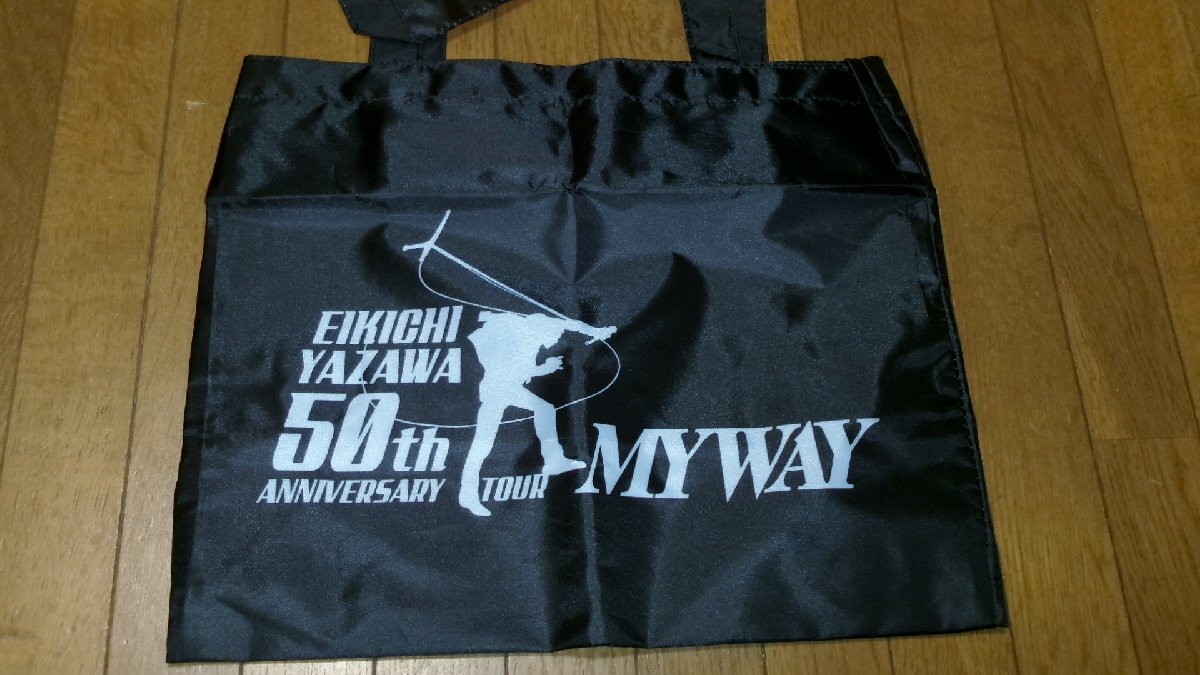 EIKICHI
YAZAWA
50th
ANNIVERSARY TOUR
MY WAY